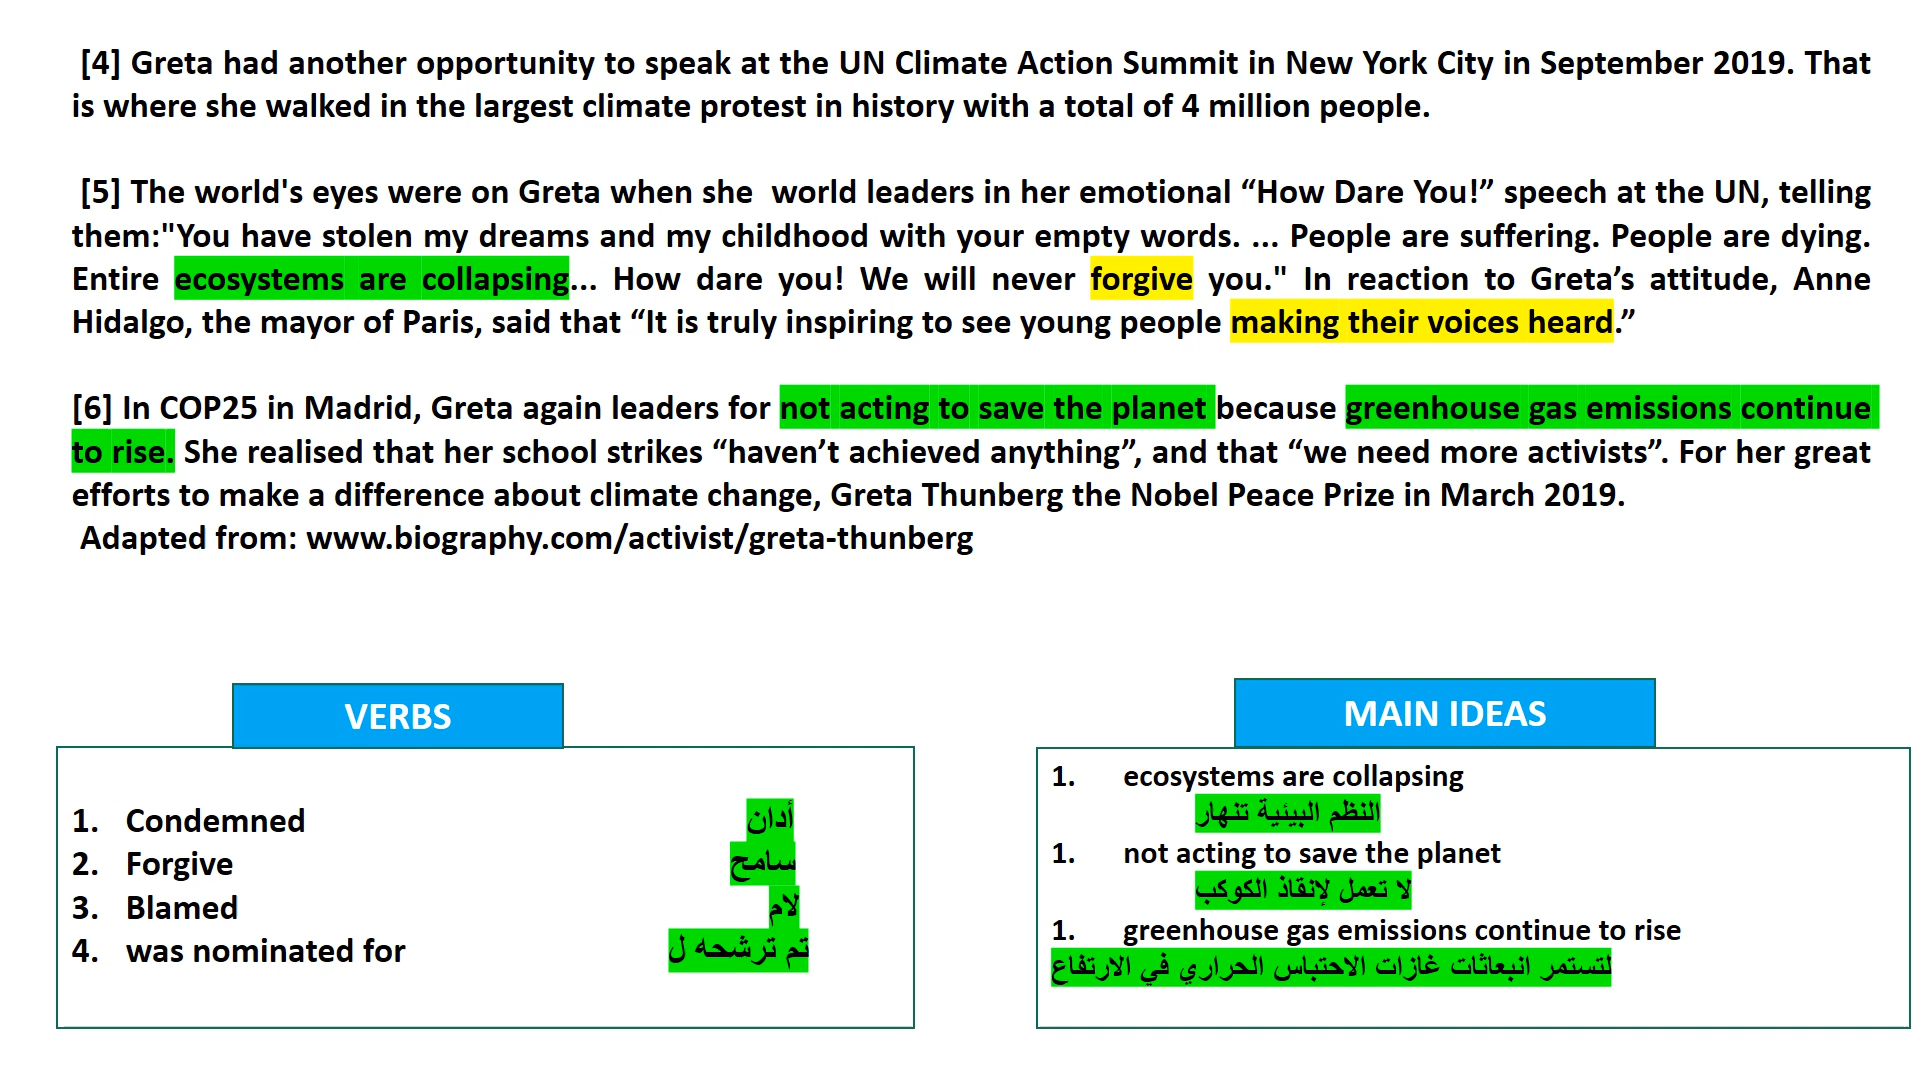 [4] Greta had another opportunity to speak at the UN Climate Action Summit in New York City in September 2019. That
is where she walked in the largest climate protest in history with a total of 4 million people.
[5] The world's eyes were on Greta when she  world leaders in her emotional “How Dare You!” speech at the UN, telling
them:"You have stolen my dreams and my childhood with your empty words. ... People are suffering. People are dying.
Entire ecosystems are collapsing... How dare you! We will never forgive you." In reaction to Greta’s attitude, Anne
Hidalgo, the mayor of Paris, said that “It is truly inspiring to see young people making their voices heard.”
[6] In COP25 in Madrid, Greta again leaders for not acting to save the planet because greenhouse gas emissions continue
to rise. She realised that her school strikes “haven’t achieved anything”, and that “we need more activists”. For her great
efforts to make a difference about climate change, Greta Thunberg the Nobel Peace Prize in March 2019.
Adapted from: www.biography.com/activist/greta-thunberg
VERBS
1. Condemned أدان
2. Forgive سامح
3. Blamed لام
4. was nominated for تم ترشحه ل
MAIN IDEAS
1. ecosystems are collapsing
النظم البيئية تنهار
1. not acting to save the planet
لا تعمل لإنقاذ الكوكب
1. greenhouse gas emissions continue to rise
لتستمر انبعاثات غازات الاحتباس الحراري في الارتفاع